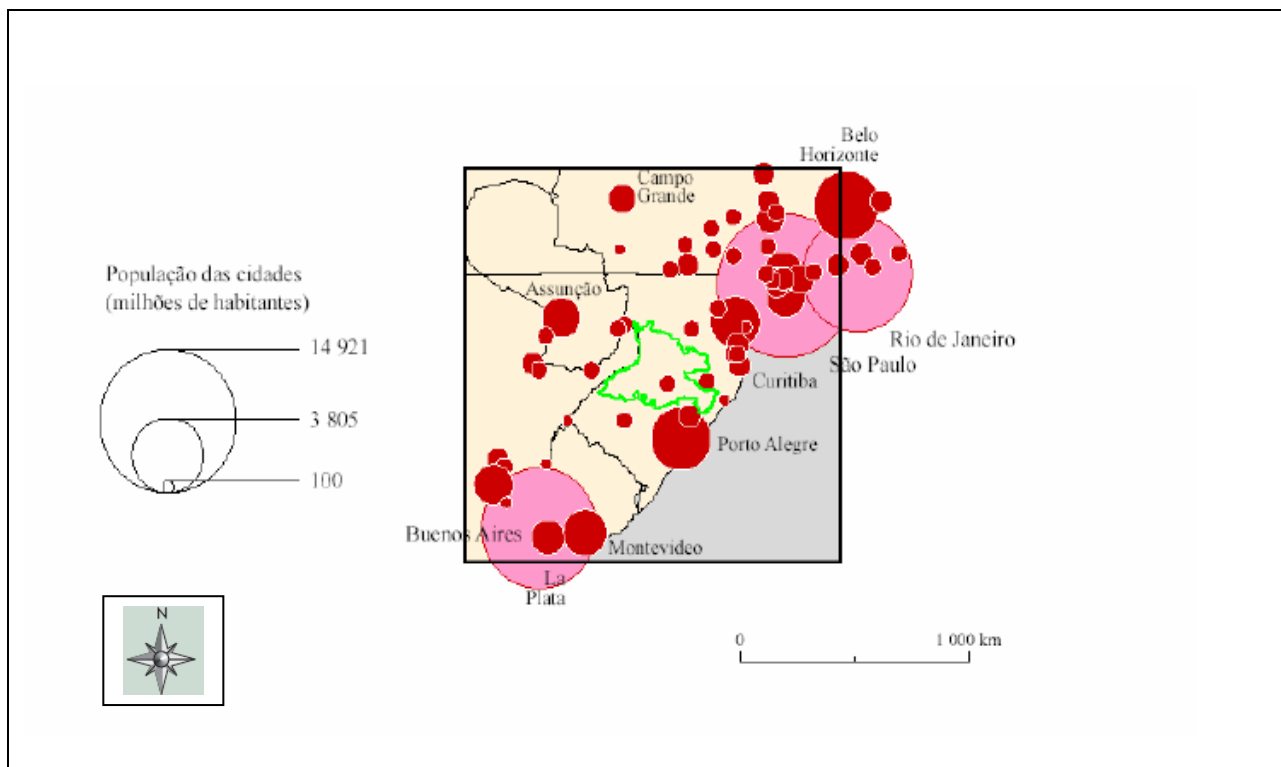 Belo
Horizonte
Campo
Grande
População das cidades
(milhões de habitantes)
Assunção
14 921
Rio de Janeiro
São Paulo
Curitiba
3 805
Porto Alegre
100
Buenos Aires
Montevideo
La
Plata
N
0
1 000 km